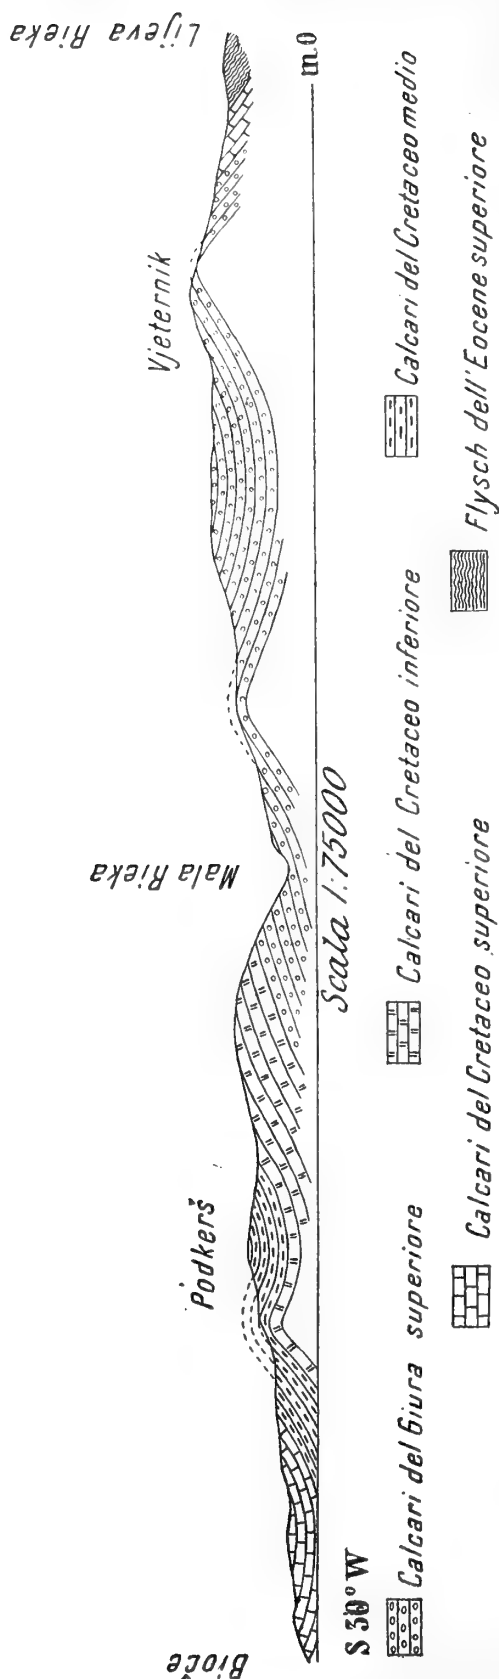 Bioče
Podkerš
Mala Rieka
Vjeternik
Lijeva Rieka
S 30° W
m 0
Scala 1:75000
Calcari del Giura superiore
Calcari del Cretaceo inferiore
Calcari del Cretaceo medio
Calcari del Cretaceo superiore
Flysch dell'Eocene superiore